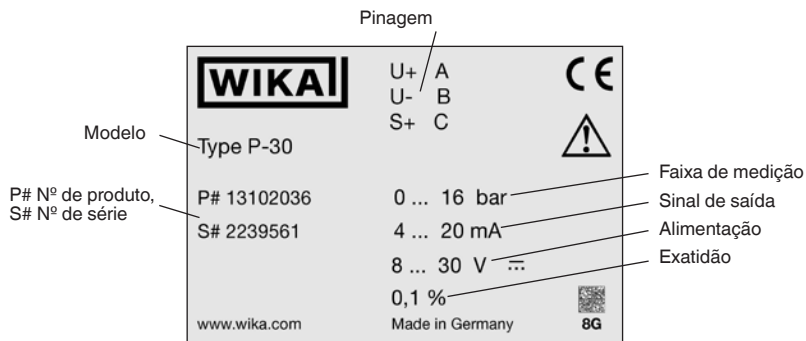 Pinagem
WIKA
U+ A
U- B
S+ C
CE
Modelo
Type P-30
P# Nº de produto,
S# Nº de série
P# 13102036
S# 2239561
0 ... 16 bar
Faixa de medição
4 ... 20 mA
Sinal de saída
8 ... 30 V
Alimentação
0,1 %
Exatidão
www.wika.com
Made in Germany
8G